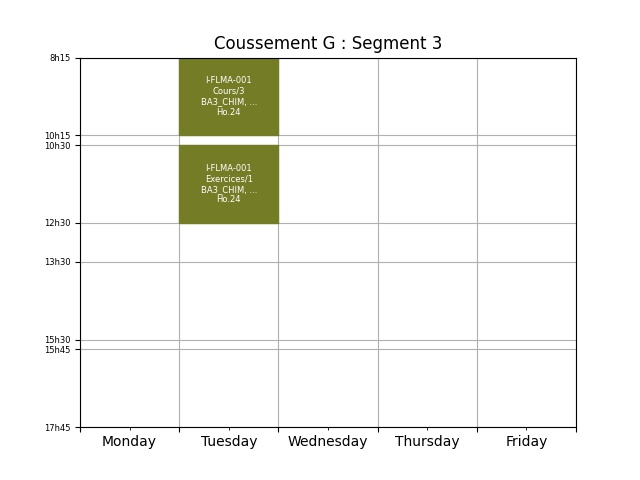 Coussement G : Segment 3
8h15
I-FLMA-001
Cours/3
BA3_CHIM, ...
Ho.24
10h15
10h30
I-FLMA-001
Exercices/1
BA3_CHIM, ...
Ho.24
12h30
13h30
15h30
15h45
17h45
Monday Tuesday Wednesday Thursday Friday